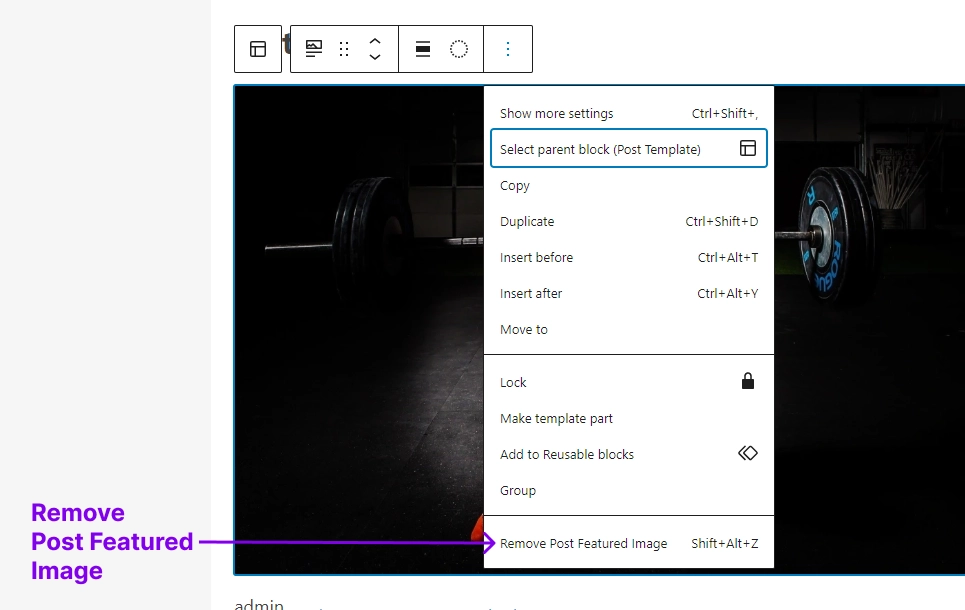 t
Show more settings Ctrl+Shift+,
Select parent block (Post Template)
Copy
Duplicate Ctrl+Shift+D
Insert before Ctrl+Alt+T
Insert after Ctrl+Alt+Y
Move to
Lock
Make template part
Add to Reusable blocks
Group
Remove Post Featured Image Shift+Alt+Z
R
ROGUE
Remove
Post Featured
Image
admin